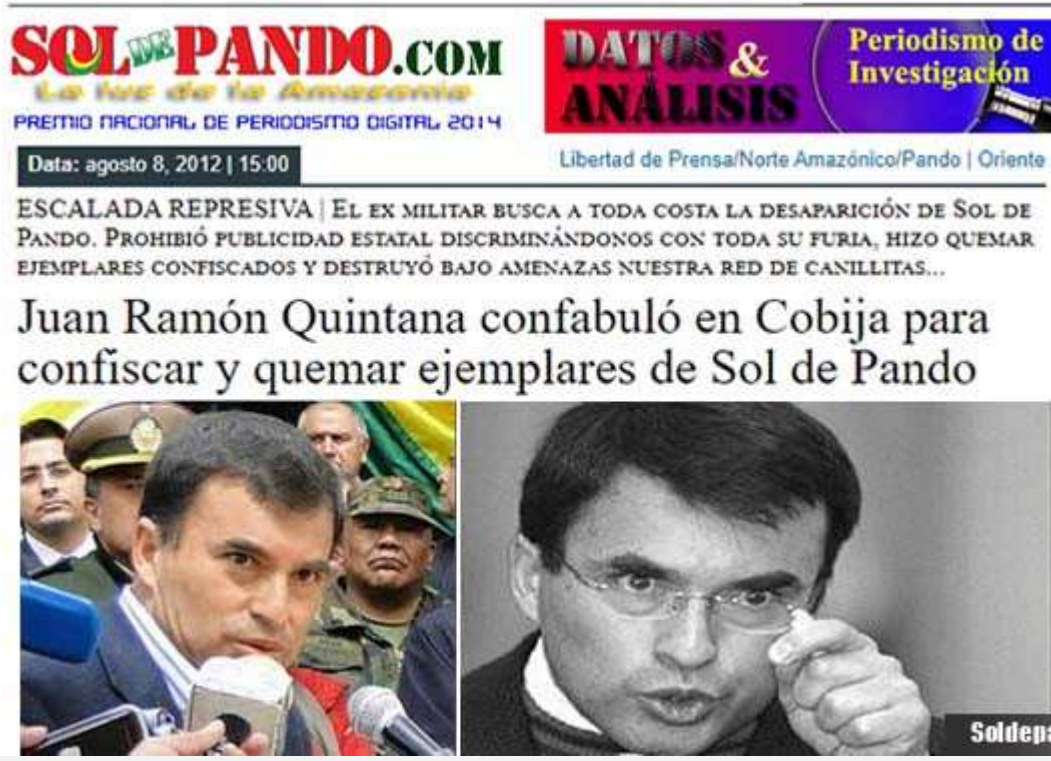 SOL DE PANDO.COM
La luz de la Amazonía
PREMIO NACIONAL DE PERIODISMO DIGITAL 2014
DATOS &
ANÁLISIS
Periodismo de
Investigación
Data: agosto 8, 2012 | 15:00
Libertad de Prensa/Norte Amazónico/Pando | Oriente
ESCALADA REPRESIVA | EL EX MILITAR BUSCA A TODA COSTA LA DESAPARICIÓN DE SOL DE
PANDO. PROHIBIÓ PUBLICIDAD ESTATAL DISCRIMINÁNDONOS CON TODA SU FURIA, HIZO QUEMAR
EJEMPLARES CONFISCADOS Y DESTRUYÓ BAJO AMENAZAS NUESTRA RED DE CANILLITAS...
Juan Ramón Quintana confabuló en Cobija para
confiscar y quemar ejemplares de Sol de Pando
Soldepa